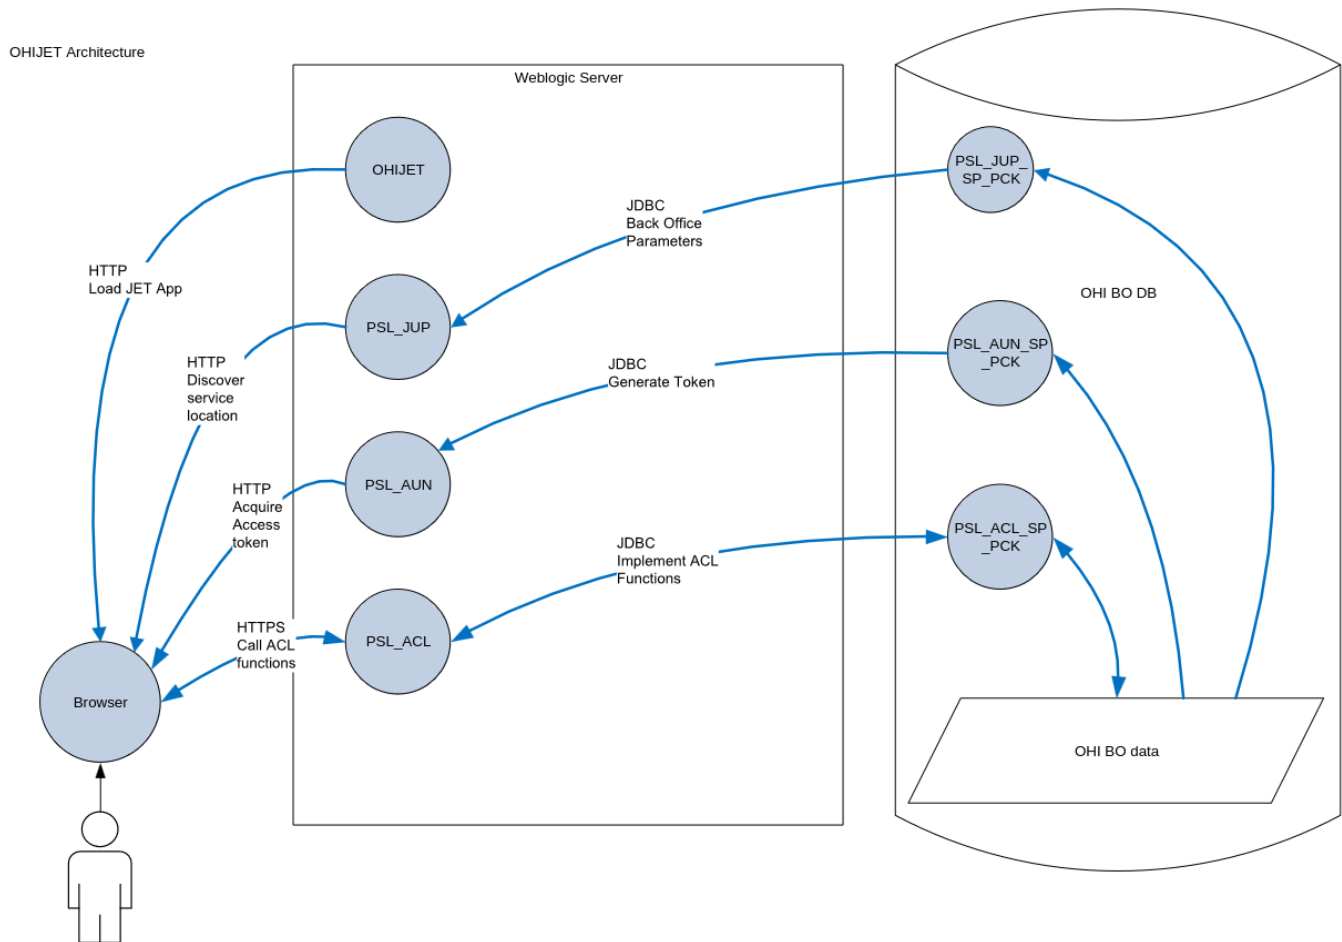 OHIJET Architecture
Weblogic Server
OHIJET
PSL_JUP_
SP_PCK
JDBC
Back Office
Parameters
HTTP
Load JET App
OHI BO DB
PSL_JUP
PSL_AUN_SP
_PCK
HTTP
Discover
service
location
JDBC
Generate Token
PSL_AUN
HTTP
Acquire
Access
token
PSL_ACL_SP
_PCK
JDBC
Implement ACL
Functions
HTTPS
Call ACL
functions
PSL_ACL
Browser
OHI BO data